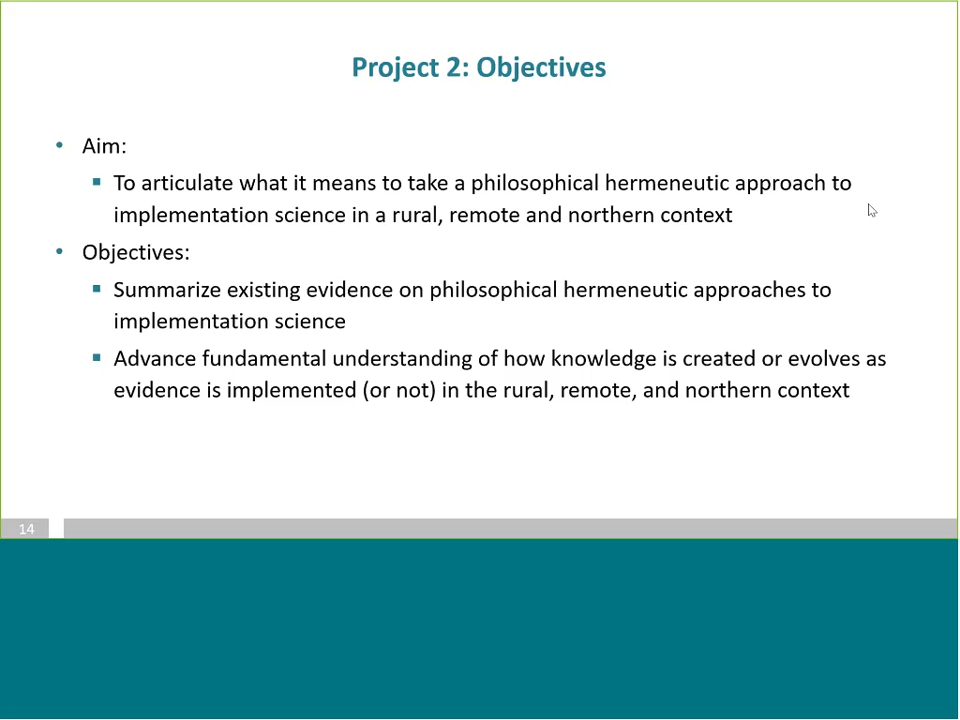 Project 2: Objectives
• Aim:
▪ To articulate what it means to take a philosophical hermeneutic approach to
implementation science in a rural, remote and northern context
• Objectives:
▪ Summarize existing evidence on philosophical hermeneutic approaches to
implementation science
▪ Advance fundamental understanding of how knowledge is created or evolves as
evidence is implemented (or not) in the rural, remote, and northern context
14